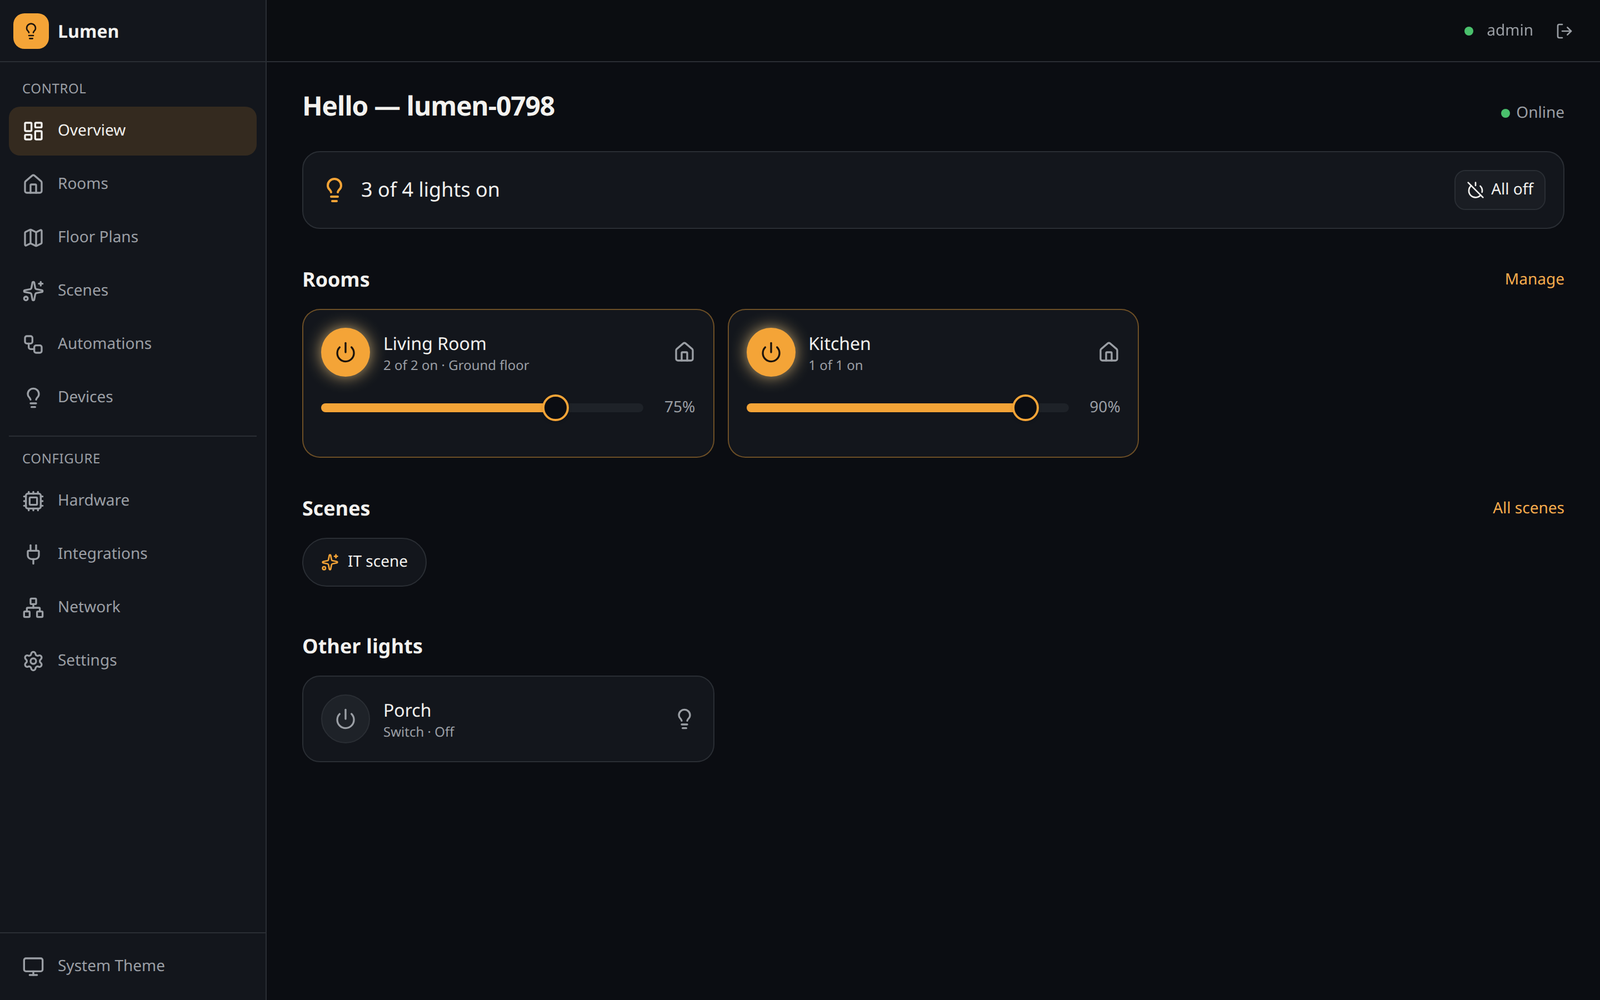 Lumen
admin
CONTROL
Overview
Rooms
Floor Plans
Scenes
Automations
Devices
CONFIGURE
Hardware
Integrations
Network
Settings
System Theme
Hello — lumen-0798
Online
3 of 4 lights on
All off
Rooms
Manage
Living Room
2 of 2 on · Ground floor
75%
Kitchen
1 of 1 on
90%
Scenes
All scenes
IT scene
Other lights
Porch
Switch · Off